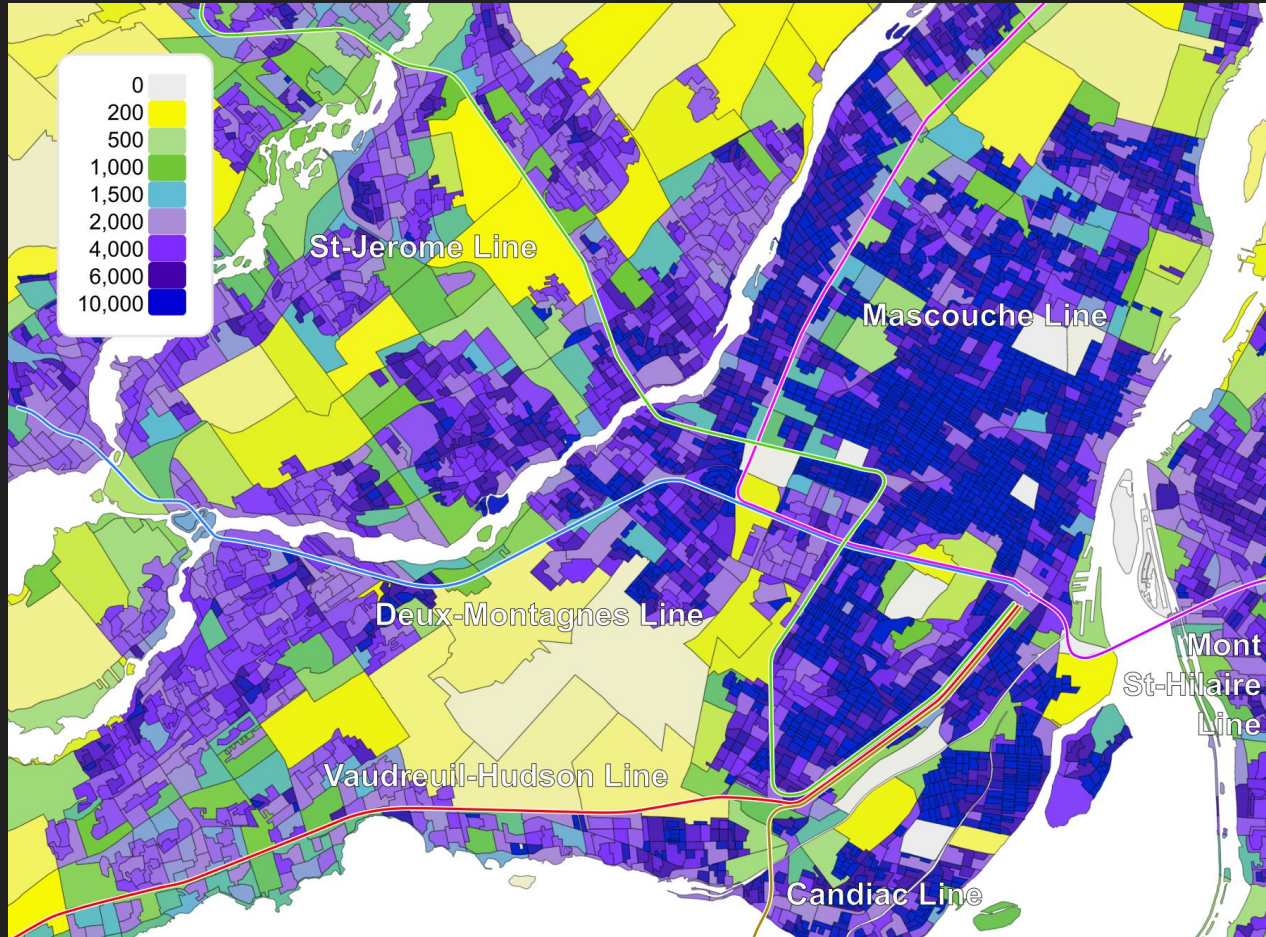 0
200
500
1,000
1,500
2,000
4,000
6,000
10,000
St-Jerome Line
Mascouche Line
Deux-Montagnes Line
Mont
St-Hilaire
Line
Vaudreuil-Hudson Line
Candiac Line